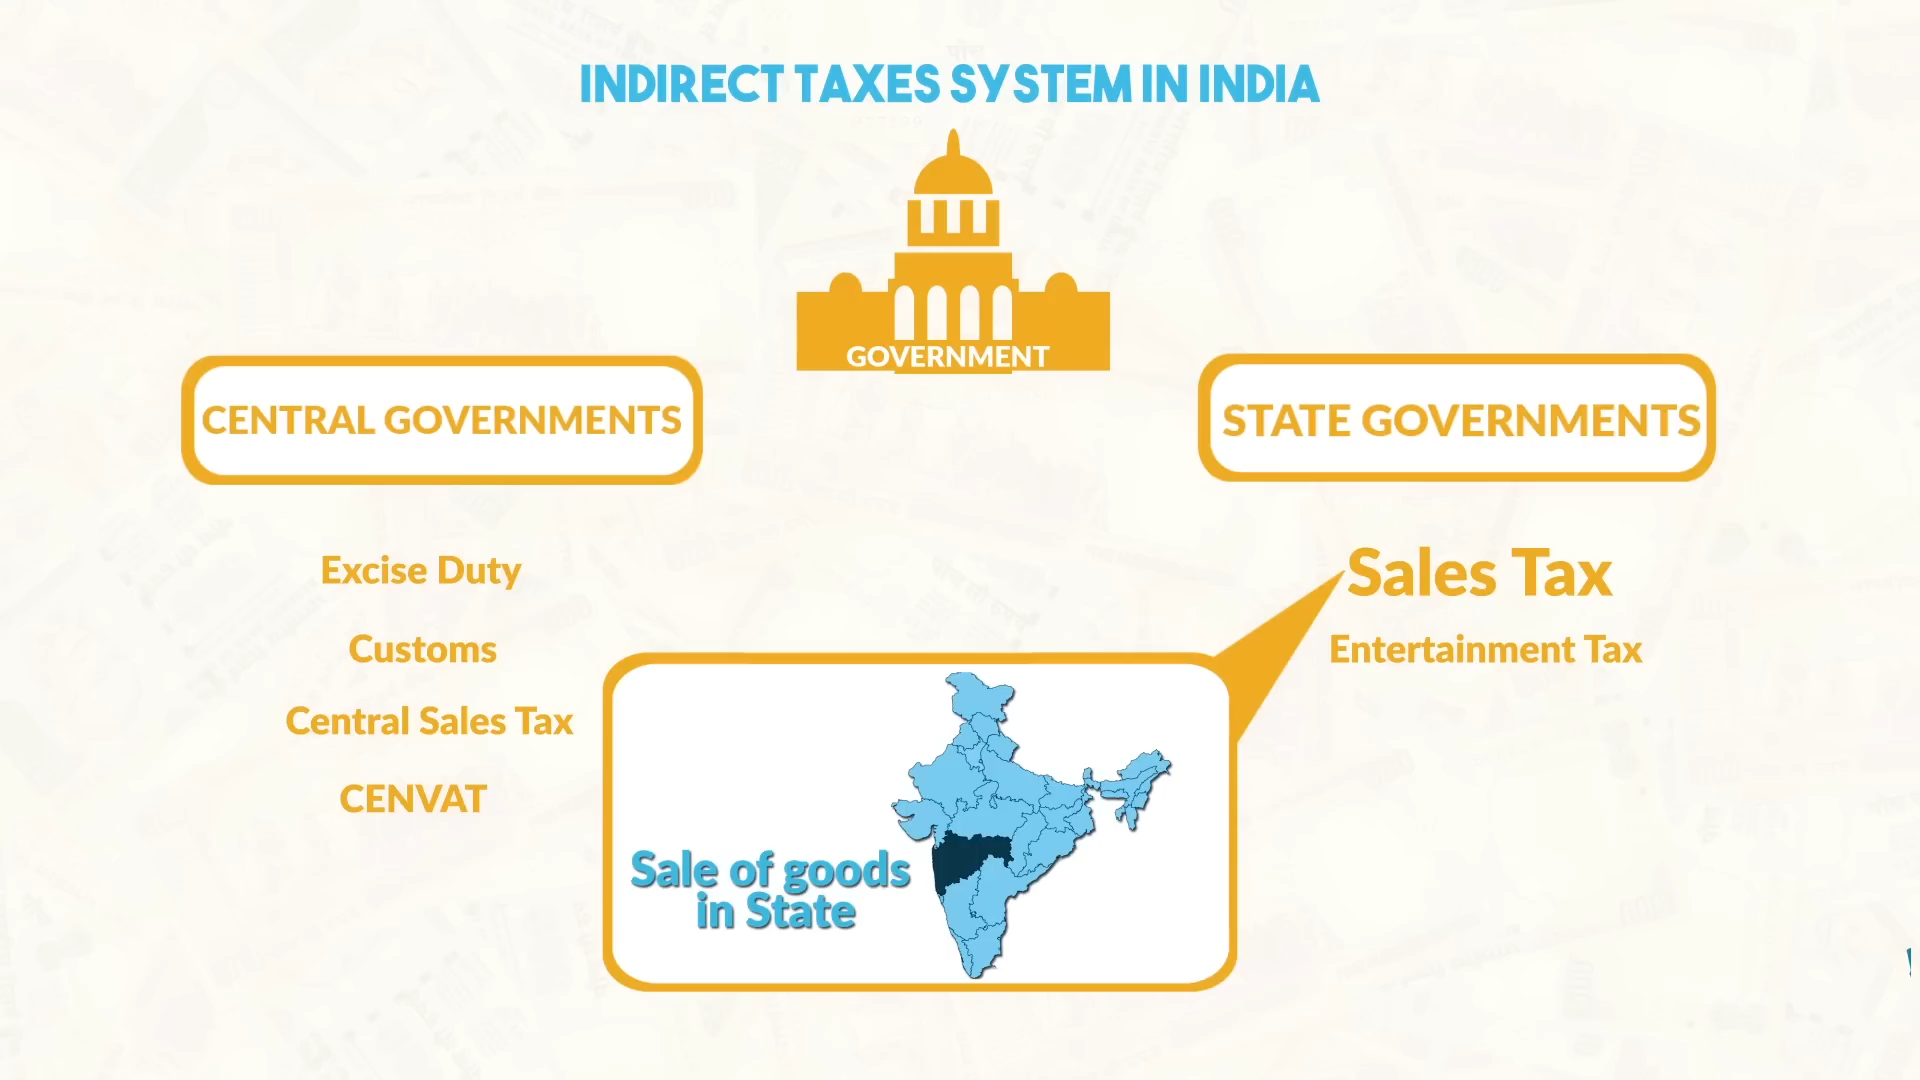 INDIRECT TAXES SYSTEM IN INDIA
GOVERNMENT
CENTRAL GOVERNMENTS
STATE GOVERNMENTS
Excise Duty
Customs
Central Sales Tax
CENVAT
Sales Tax
Entertainment Tax
Sale of goods
in State